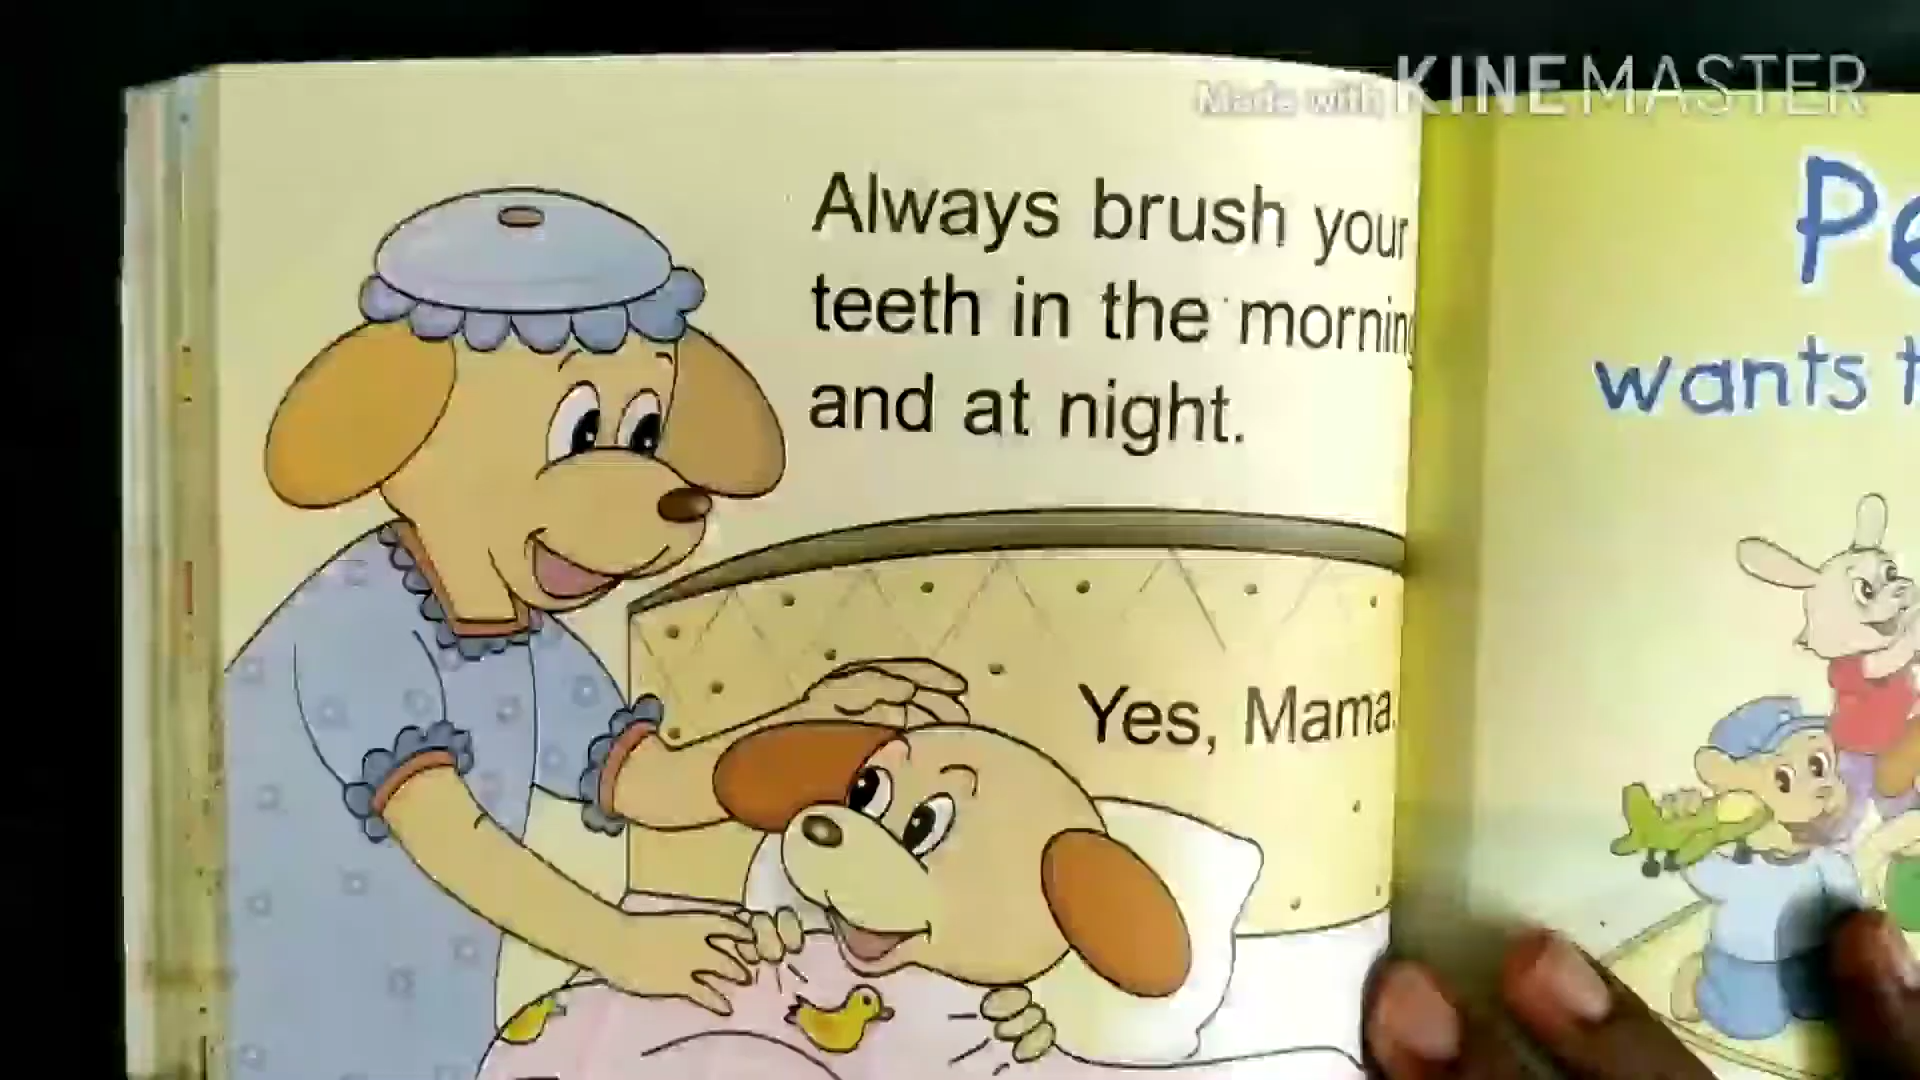 Made with KINEMASTER
Always brush your
teeth in the morning
and at night.
Yes, Mama.
wants